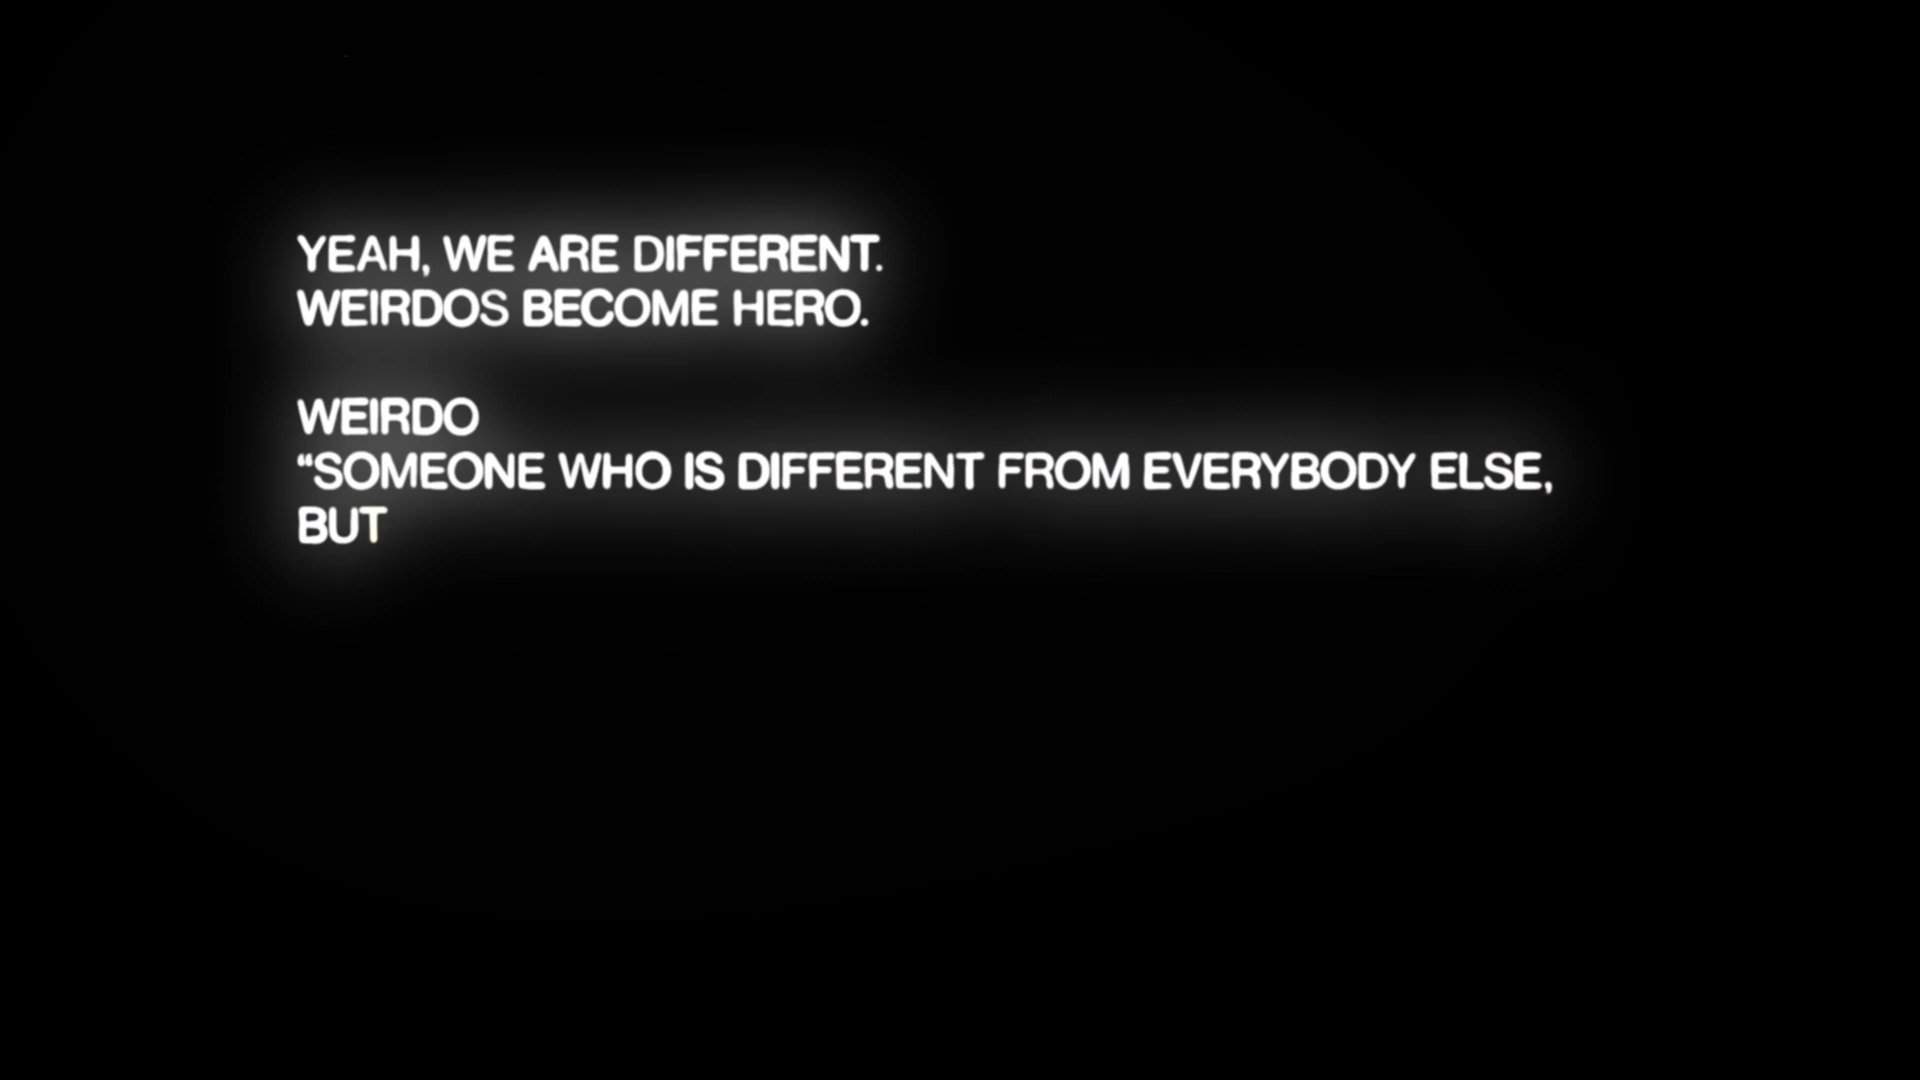 YEAH, WE ARE DIFFERENT.
WEIRDOS BECOME HERO.
WEIRDO
“SOMEONE WHO IS DIFFERENT FROM EVERYBODY ELSE,
BUT